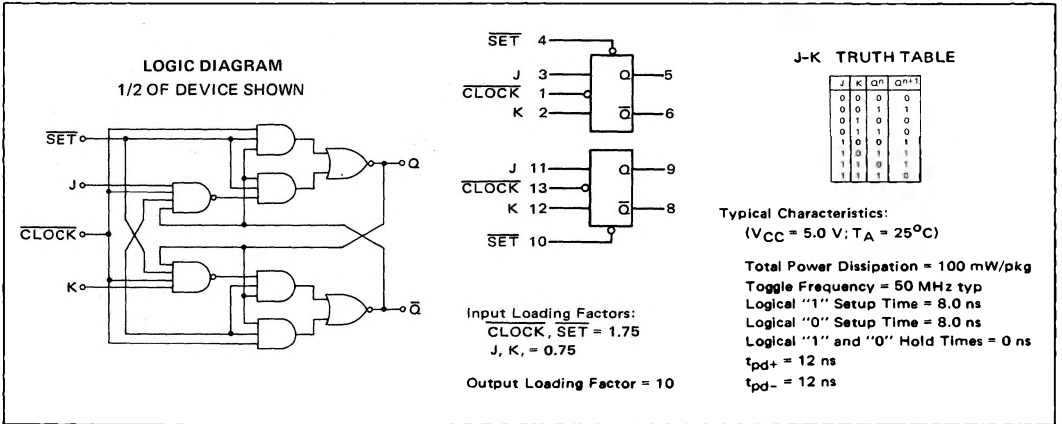 LOGIC DIAGRAM
1/2 OF DEVICE SHOWN
SET
J
CLOCK
K
Q
Q̅
SET 4
J 3
CLOCK 1
K 2
Q 5
Q̅ 6
J 11
CLOCK 13
K 12
SET 10
Q 9
Q̅ 8
Input Loading Factors:
CLOCK, SET = 1.75
J, K, = 0.75
Output Loading Factor = 10
J-K TRUTH TABLE
J K Qⁿ Qⁿ⁺¹
0 0 0 0
0 0 1 1
0 1 0 0
0 1 1 0
1 0 0 1
1 0 1 1
1 1 0 1
1 1 1 0
Typical Characteristics:
(VCC = 5.0 V; TA = 25°C)
Total Power Dissipation = 100 mW/pkg
Toggle Frequency = 50 MHz typ
Logical "1" Setup Time = 8.0 ns
Logical "0" Setup Time = 8.0 ns
Logical "1" and "0" Hold Times = 0 ns
tpd+ = 12 ns
tpd- = 12 ns